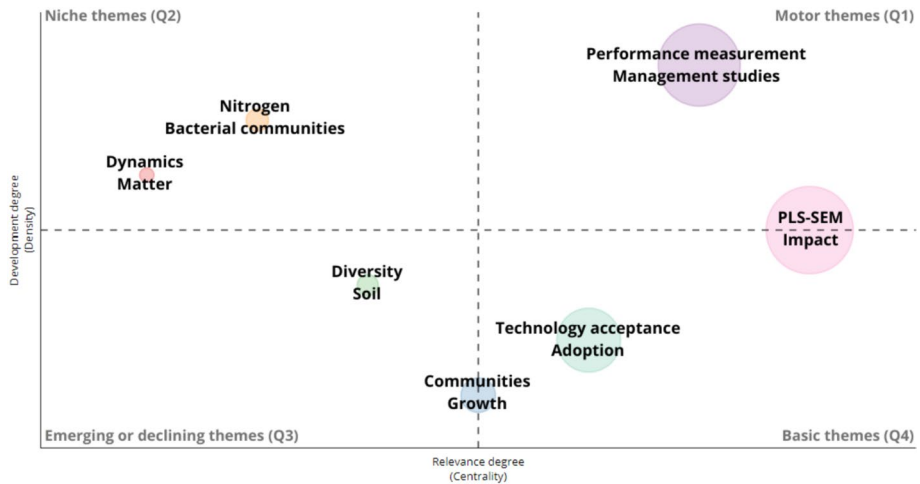 Niche themes (Q2)
Motor themes (Q1)
Performance measurement
Management studies
Nitrogen
Bacterial communities
Dynamics
Matter
PLS-SEM
Impact
Development degree
(Density)
Diversity
Soil
Technology acceptance
Adoption
Communities
Growth
Emerging or declining themes (Q3)
Basic themes (Q4)
Relevance degree
(Centrality)